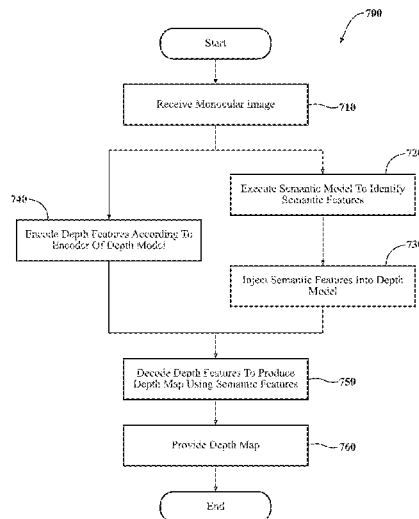 700
Start
Receive Monocular image
710
720
Execute Semantic Model To Identify
Semantic Features
740
Encode Depth Features According To
Encoder Of Depth Model
730
Inject Semantic Features Into Depth
Model
Decode Depth Features To Produce
Depth Map Using Semantic Features
750
Provide Depth Map
760
End